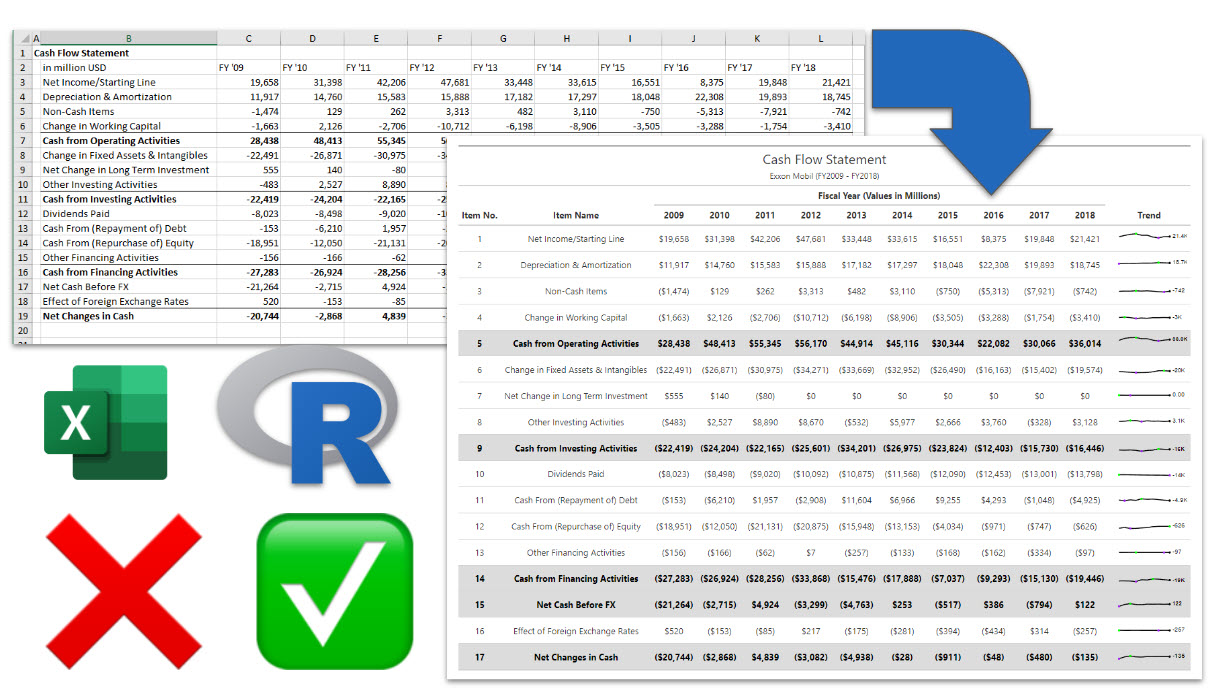 A B C D E F G H I J K L
1 Cash Flow Statement
2 in million USD FY '09 FY '10 FY '11 FY '12 FY '13 FY '14 FY '15 FY '16 FY '17 FY '18
3 Net Income/Starting Line 19,658 31,398 42,206 47,681 33,448 33,615 16,551 8,375 19,848 21,421
4 Depreciation & Amortization 11,917 14,760 15,583 15,888 17,182 17,297 18,048 22,308 19,893 18,745
5 Non-Cash Items -1,474 129 262 3,313 482 3,110 -750 -5,313 -7,921 -742
6 Change in Working Capital -1,663 2,126 -2,706 -10,712 -6,198 -8,906 -3,505 -3,288 -1,754 -3,410
7 Cash from Operating Activities 28,438 48,413 55,345
8 Change in Fixed Assets & Intangibles -22,491 -26,871 -30,975
9 Net Change in Long Term Investment 555 140 -80
10 Other Investing Activities -483 2,527 8,890
11 Cash from Investing Activities -22,419 -24,204 -22,165
12 Dividends Paid -8,023 -8,498 -9,020
13 Cash From (Repayment of) Debt -153 -6,210 1,957
14 Cash From (Repurchase of) Equity -18,951 -12,050 -21,131
15 Other Financing Activities -156 -166 -62
16 Cash from Financing Activities -27,283 -26,924 -28,256
17 Net Cash Before FX -21,264 -2,715 4,924
18 Effect of Foreign Exchange Rates 520 -153 -85
19 Net Changes in Cash -20,744 -2,868 4,839
20
X
R
Cash Flow Statement
Exxon Mobil (FY2009 - FY2018)
Fiscal Year (Values in Millions)
Item No. Item Name 2009 2010 2011 2012 2013 2014 2015 2016 2017 2018 Trend
1 Net Income/Starting Line $19,658 $31,398 $42,206 $47,681 $33,448 $33,615 $16,551 $8,375 $19,848 $21,421 21.4K
2 Depreciation & Amortization $11,917 $14,760 $15,583 $15,888 $17,182 $17,297 $18,048 $22,308 $19,893 $18,745 18.7K
3 Non-Cash Items ($1,474) $129 $262 $3,313 $482 $3,110 ($750) ($5,313) ($7,921) ($742) -742
4 Change in Working Capital ($1,663) $2,126 ($2,706) ($10,712) ($6,198) ($8,906) ($3,505) ($3,288) ($1,754) ($3,410) -3K
5 Cash from Operating Activities $28,438 $48,413 $55,345 $56,170 $44,914 $45,116 $30,344 $22,082 $30,066 $36,014
6 Change in Fixed Assets & Intangibles ($22,491) ($26,871) ($30,975) ($34,271) ($33,669) ($32,952) ($26,490) ($16,163) ($15,402) ($19,574) -20K
7 Net Change in Long Term Investment $555 $140 ($80) $0 $0 $0 $0 $0 $0 $0 0.00
8 Other Investing Activities ($483) $2,527 $8,890 $8,670 ($532) $5,977 $2,666 $3,760 ($328) $3,128 3.1K
9 Cash from Investing Activities ($22,419) ($24,204) ($22,165) ($25,601) ($34,201) ($26,975) ($23,824) ($12,403) ($15,730) ($16,446) -16K
10 Dividends Paid ($8,023) ($8,498) ($9,020) ($10,092) ($10,875) ($11,568) ($12,090) ($12,453) ($13,001) ($13,798) -14K
11 Cash From (Repayment of) Debt ($153) ($6,210) $1,957 ($2,908) $11,604 $6,966 $9,255 $4,293 ($1,048) ($4,925) -4.9K
12 Cash From (Repurchase of) Equity ($18,951) ($12,050) ($21,131) ($20,875) ($15,948) ($13,153) ($4,034) ($971) ($747) ($626) -626
13 Other Financing Activities ($156) ($166) ($62) $7 ($257) ($133) ($168) ($162) ($334) ($97) -97
14 Cash from Financing Activities ($27,283) ($26,924) ($28,256) ($33,868) ($15,476) ($17,888) ($7,037) ($9,293) ($15,130) ($19,446) -19K
15 Net Cash Before FX ($21,264) ($2,715) $4,924 ($3,299) ($4,763) $253 ($517) $386 ($794) $122 122
16 Effect of Foreign Exchange Rates $520 ($153) ($85) $217 ($175) ($281) ($394) ($434) $314 ($257) -257
17 Net Changes in Cash ($20,744) ($2,868) $4,839 ($3,082) ($4,938) ($28) ($911) ($48) ($480) ($135) -135